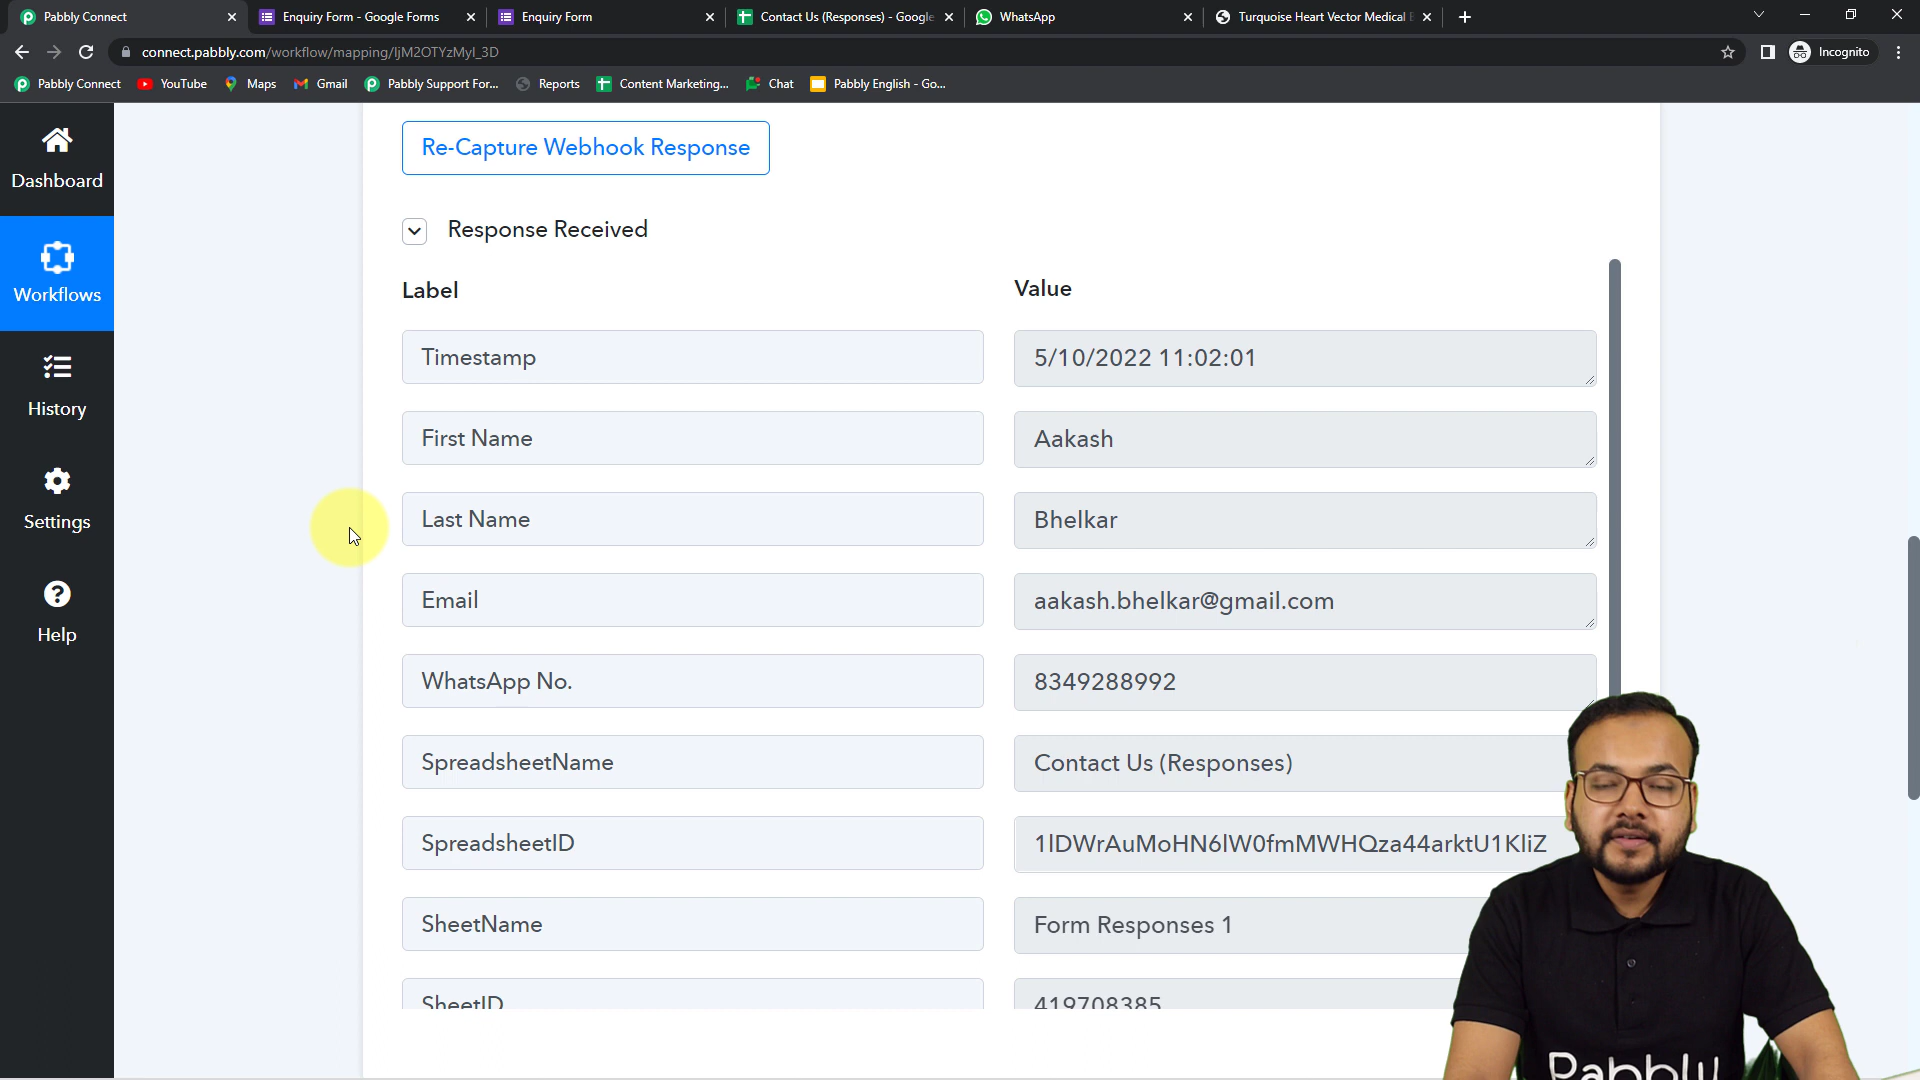 Pabbly Connect
Enquiry Form - Google Forms
Enquiry Form
Contact Us (Responses) - Google
WhatsApp
Turquoise Heart Vector Medical
connect.pabbly.com/workflow/mapping/IjM2OTYzMyI_3D
Incognito
Pabbly Connect
YouTube
Maps
Gmail
Pabbly Support For...
Reports
Content Marketing...
Chat
Pabbly English - Go...
Dashboard
Workflows
History
Settings
Help
Re-Capture Webhook Response
Response Received
Label Value
Timestamp 5/10/2022 11:02:01
First Name Aakash
Last Name Bhelkar
Email aakash.bhelkar@gmail.com
WhatsApp No. 8349288992
SpreadsheetName Contact Us (Responses)
SpreadsheetID 1lDWrAuMoHN6lW0fmMWHQza44arktU1KliZ
SheetName Form Responses 1
SheetID 419708385
Pabbly